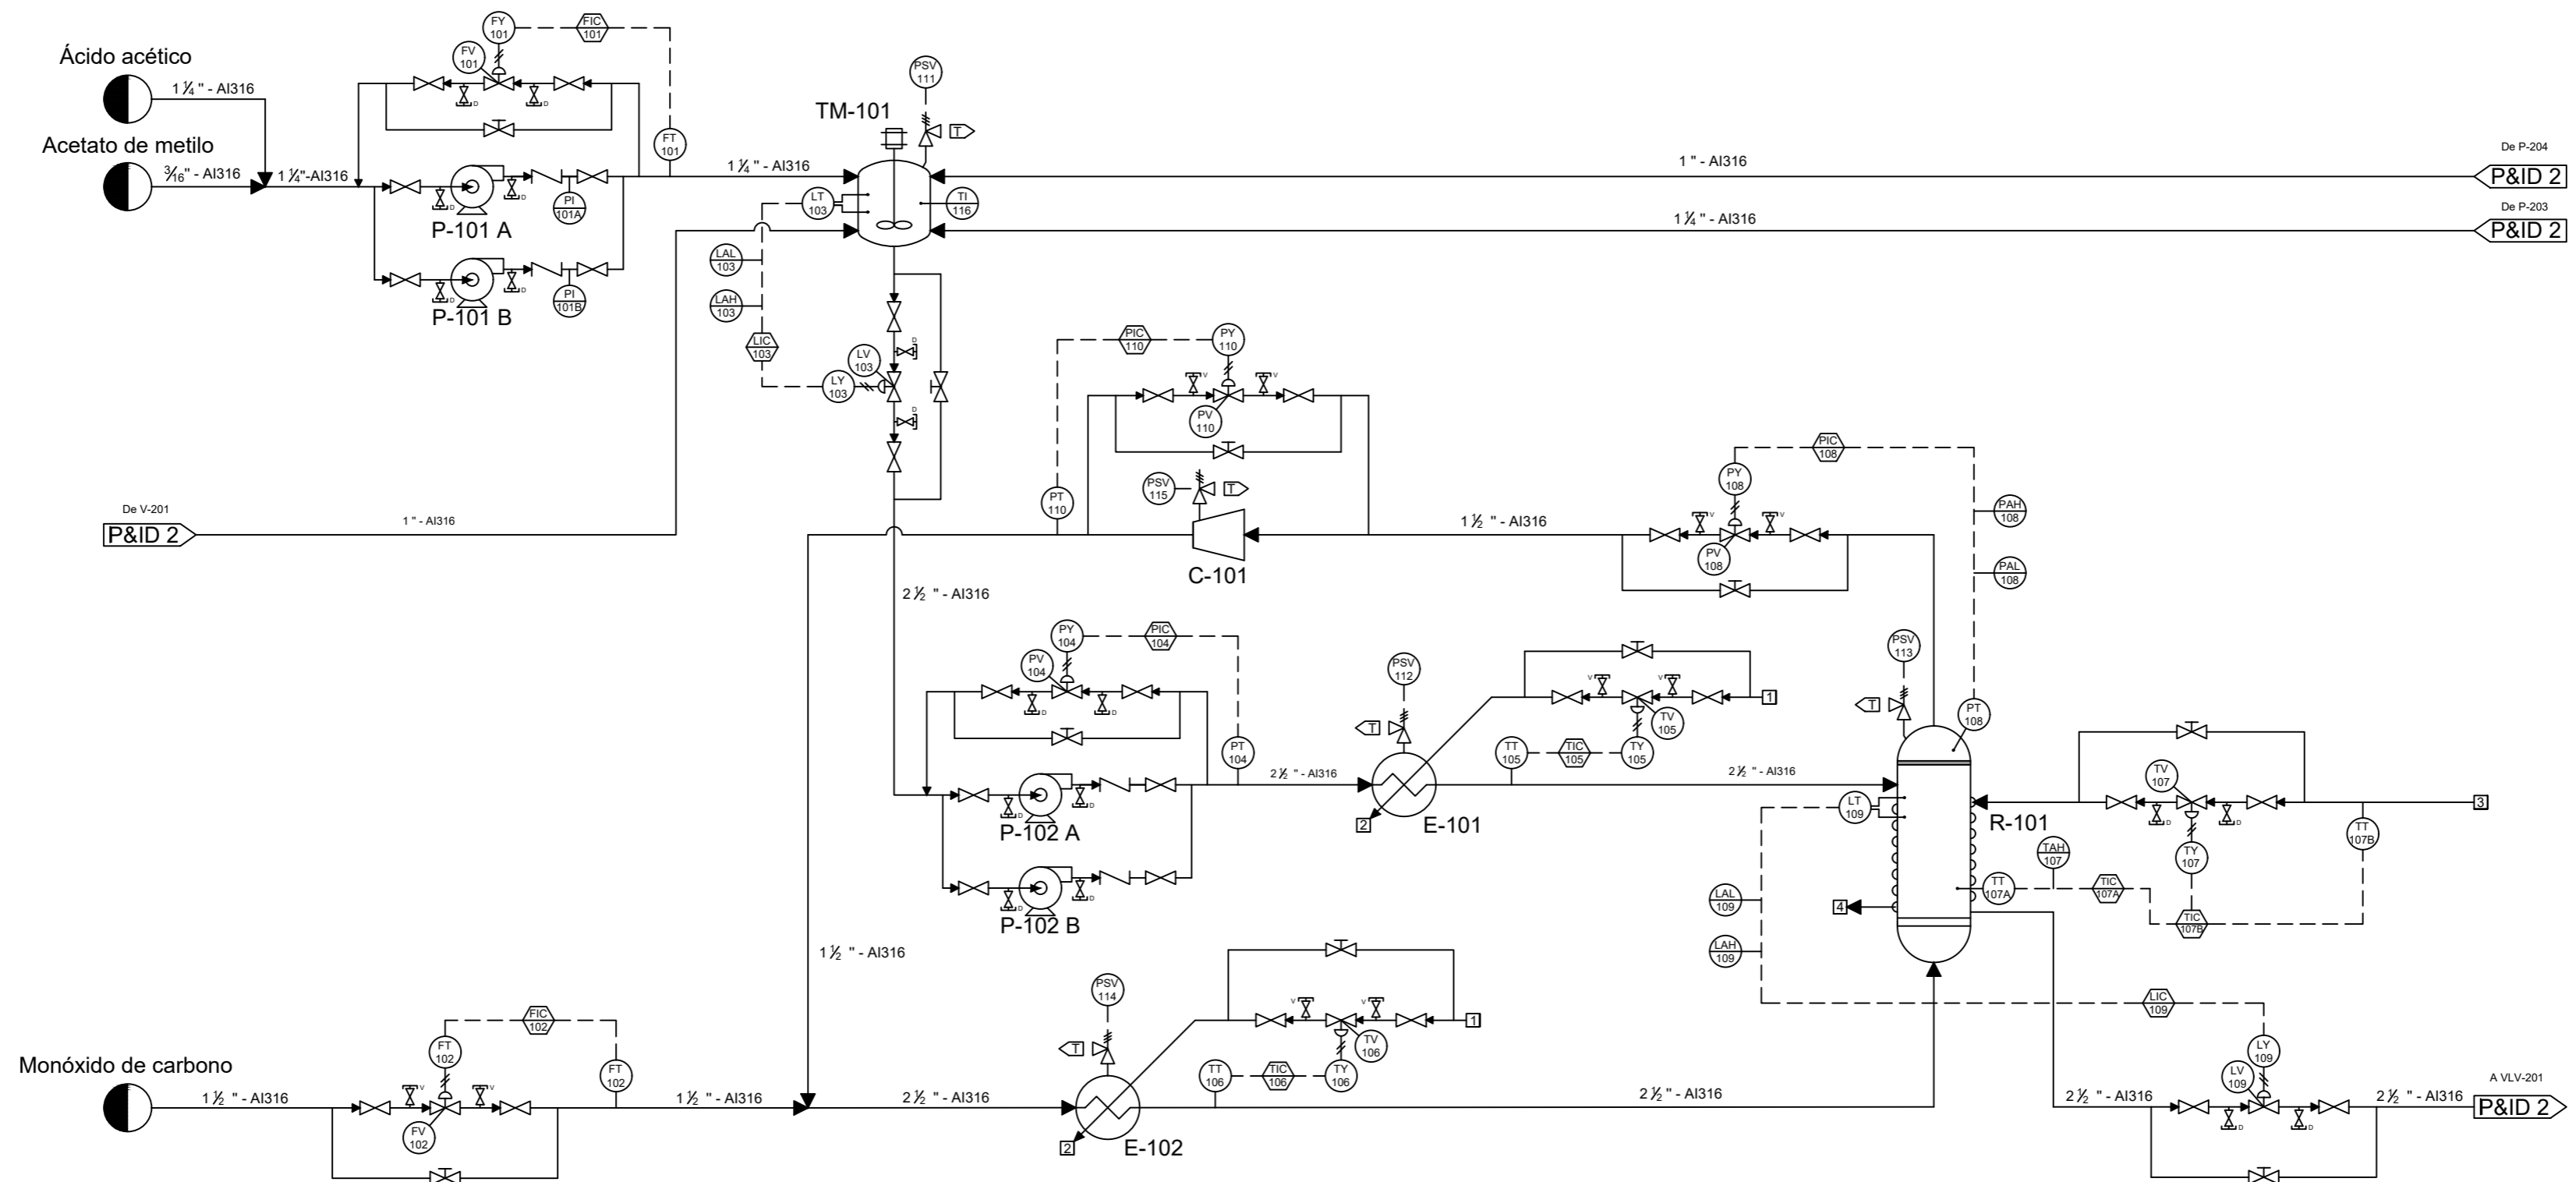 FY
101
FIC
101
FV
101
Ácido acético
1 ¼ " - AI316
Acetato de metilo
3/16" - AI316
1 ¼"-AI316
FT
101
PI
101A
P-101 A
PI
101B
P-101 B
1 ¼ " - AI316
TM-101
PSV
111
T
LT
103
TI
116
1 " - AI316
De P-204
P&ID 2
1 ¼ " - AI316
De P-203
P&ID 2
LAL
103
LAH
103
LIC
103
LV
103
LY
103
D
D
De V-201
P&ID 2
1 " - AI316
PIC
110
PY
110
V
V
PV
110
PSV
115
T
PT
110
C-101
1 ½ " - AI316
PIC
108
PY
108
V
V
PV
108
PAH
108
PAL
108
2 ½ " - AI316
PY
104
PIC
104
PV
104
D
D
PT
104
P-102 A
P-102 B
2 ½ " - AI316
PSV
112
T
2
E-101
V
V
1
TV
105
TT
105
TIC
105
TY
105
2 ½ " - AI316
PSV
113
T
PT
108
LT
109
R-101
TV
107
D
D
3
TY
107
TT
107B
TAH
107
TT
107A
TIC
107A
TIC
107B
4
LAL
109
LAH
109
LIC
109
1 ½ " - AI316
PSV
114
T
2
E-102
V
V
1
TV
106
TT
106
TIC
106
TY
106
FIC
102
FT
102
FT
102
V
V
FV
102
Monóxido de carbono
1 ½ " - AI316
1 ½ " - AI316
2 ½ " - AI316
2 ½ " - AI316
LY
109
LV
109
D
D
2 ½ " - AI316
2 ½ " - AI316
A VLV-201
P&ID 2